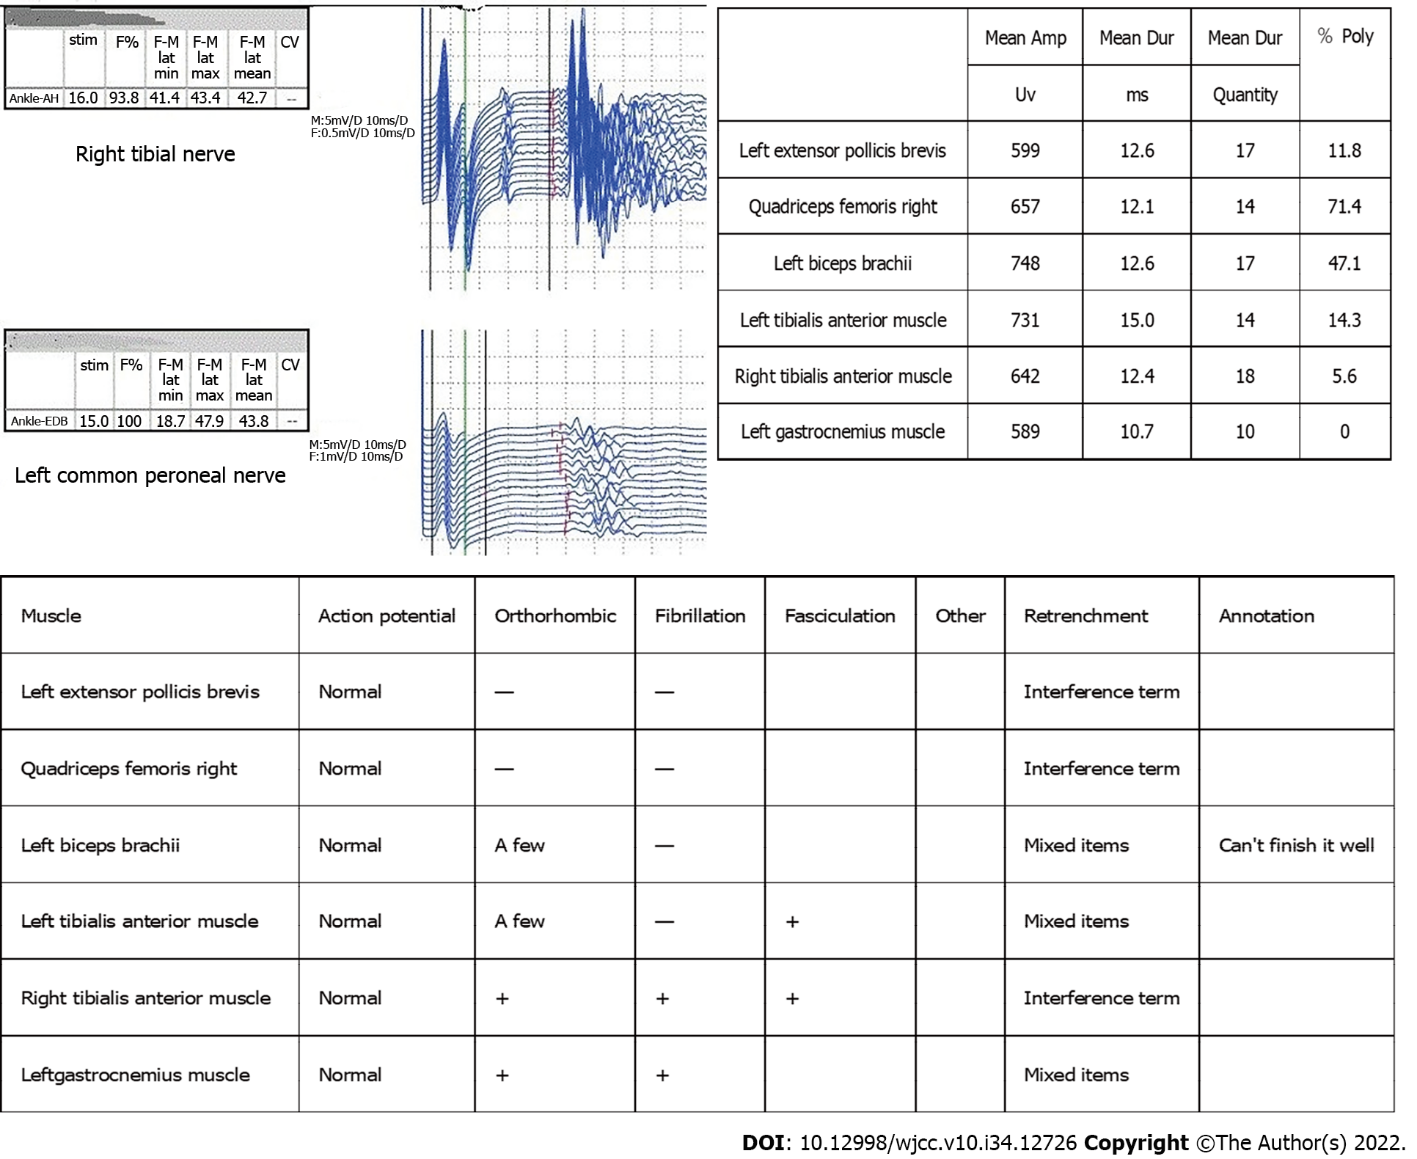 stim F% F-M lat min F-M lat max F-M lat mean CV
Ankle-AH 16.0 93.8 41.4 43.4 42.7 --
Right tibial nerve
M:5mV/D 10ms/D
F:0.5mV/D 10ms/D
stim F% F-M lat min F-M lat max F-M lat mean CV
Ankle-EDB 15.0 100 18.7 47.9 43.8 --
Left common peroneal nerve
M:5mV/D 10ms/D
F:1mV/D 10ms/D
Mean Amp Mean Dur Mean Dur % Poly
Uv ms Quantity
Left extensor pollicis brevis 599 12.6 17 11.8
Quadriceps femoris right 657 12.1 14 71.4
Left biceps brachii 748 12.6 17 47.1
Left tibialis anterior muscle 731 15.0 14 14.3
Right tibialis anterior muscle 642 12.4 18 5.6
Left gastrocnemius muscle 589 10.7 10 0
Muscle Action potential Orthorhombic Fibrillation Fasciculation Other Retrenchment Annotation
Left extensor pollicis brevis Normal — — Interference term
Quadriceps femoris right Normal — — Interference term
Left biceps brachii Normal A few — Mixed items Can't finish it well
Left tibialis anterior muscle Normal A few — + Mixed items
Right tibialis anterior muscle Normal + + + Interference term
Leftgastrocnemius muscle Normal + + Mixed items
DOI: 10.12998/wjcc.v10.i34.12726 Copyright ©The Author(s) 2022.